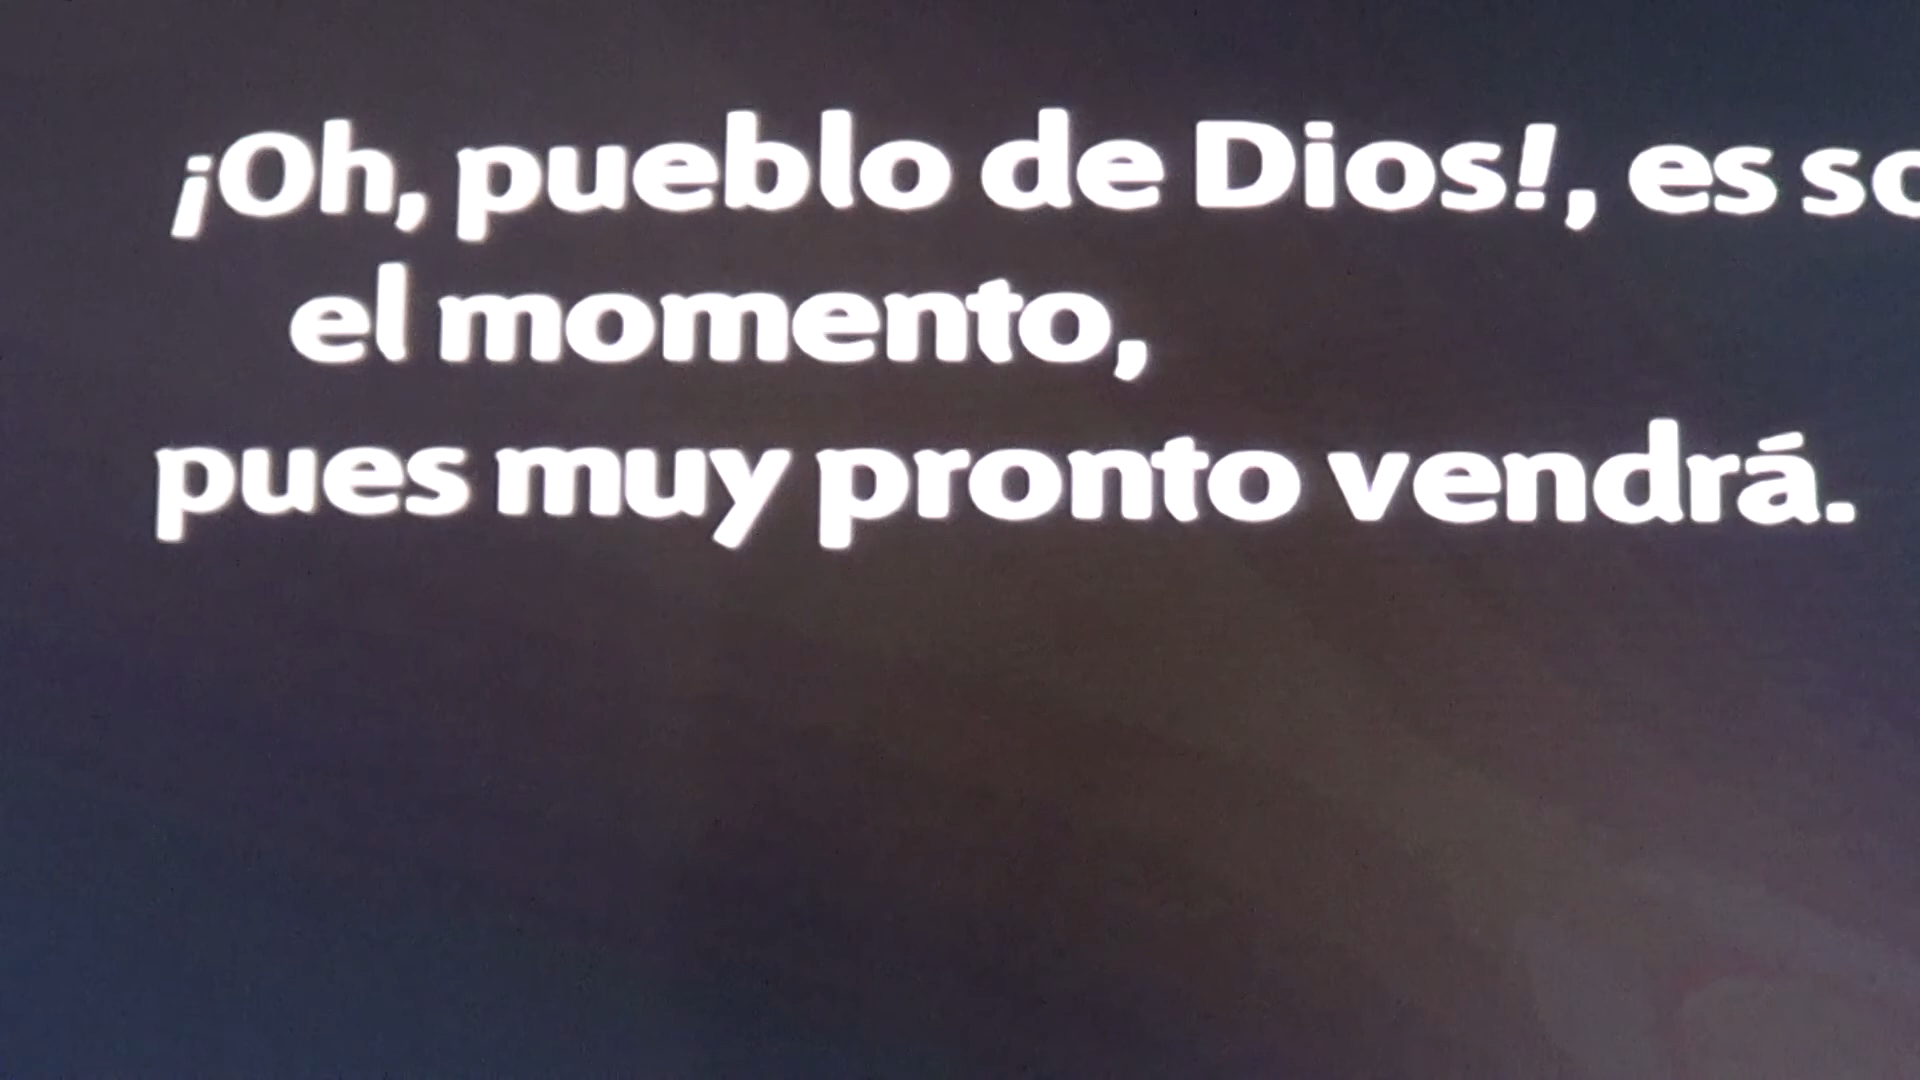 ¡Oh, pueblo de Dios!, es
el momento,
pues muy pronto vendrá.